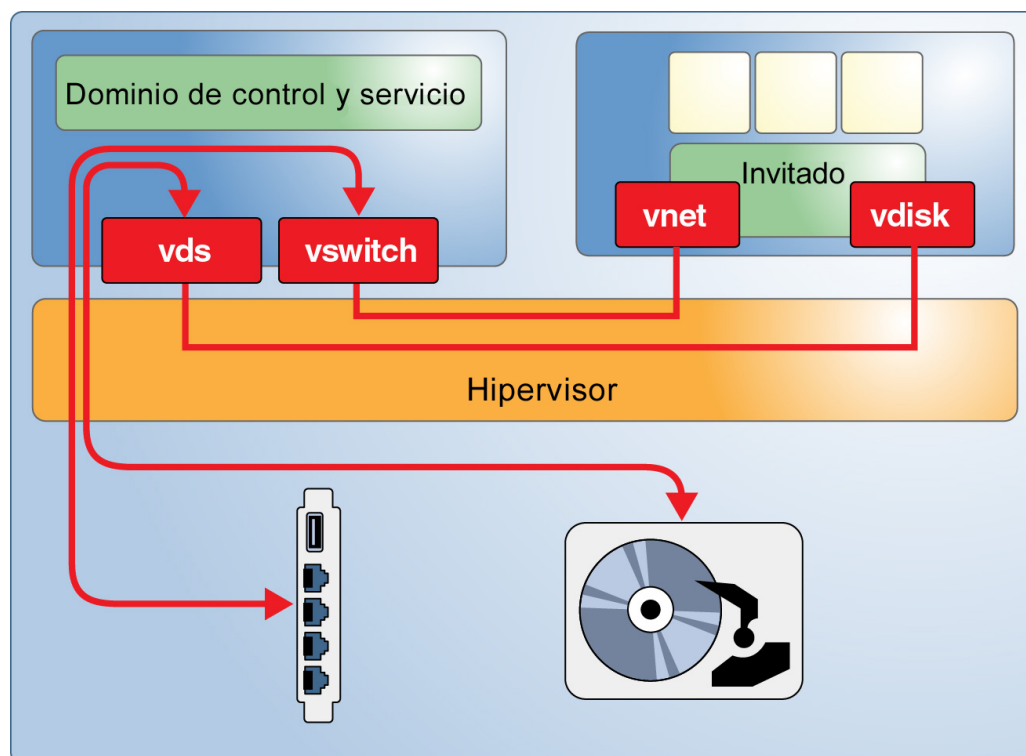 Dominio de control y servicio
Invitado
vds
vswitch
vnet
vdisk
Hipervisor